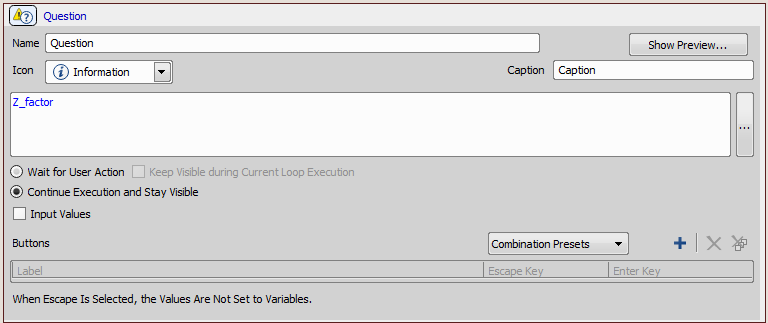 Question
Name Question Show Preview...
Icon Information Caption Caption
Z_factor
...
Wait for User Action Keep Visible during Current Loop Execution
Continue Execution and Stay Visible
Input Values
Buttons Combination Presets
Label Escape Key Enter Key
When Escape Is Selected, the Values Are Not Set to Variables.